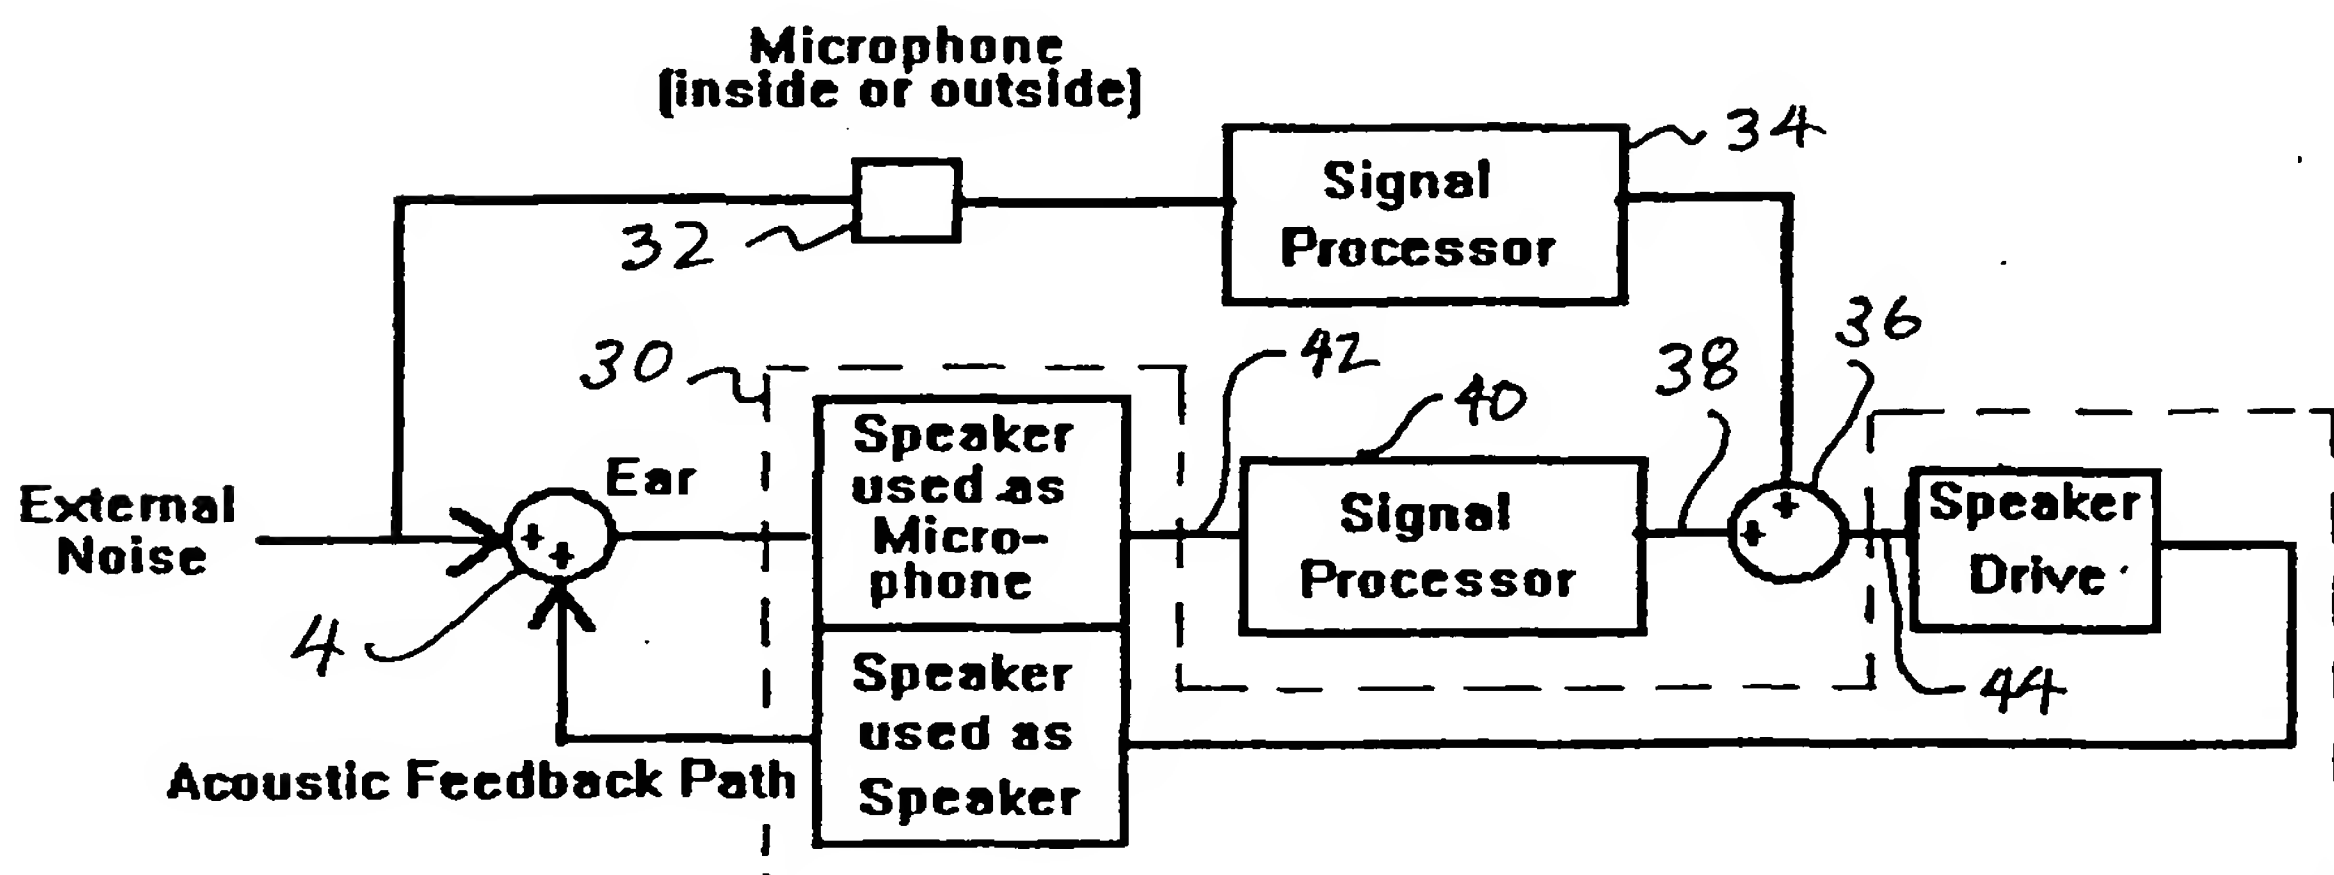 Microphone
(inside or outside)
34
Signal
Processor
32
36
30
42
38
40
Speaker
used as
Micro-
phone
Ear
External
Noise
+
+
Signal
Processor
+
+
Speaker
Drive
4
44
Speaker
used as
Speaker
Acoustic Feedback Path